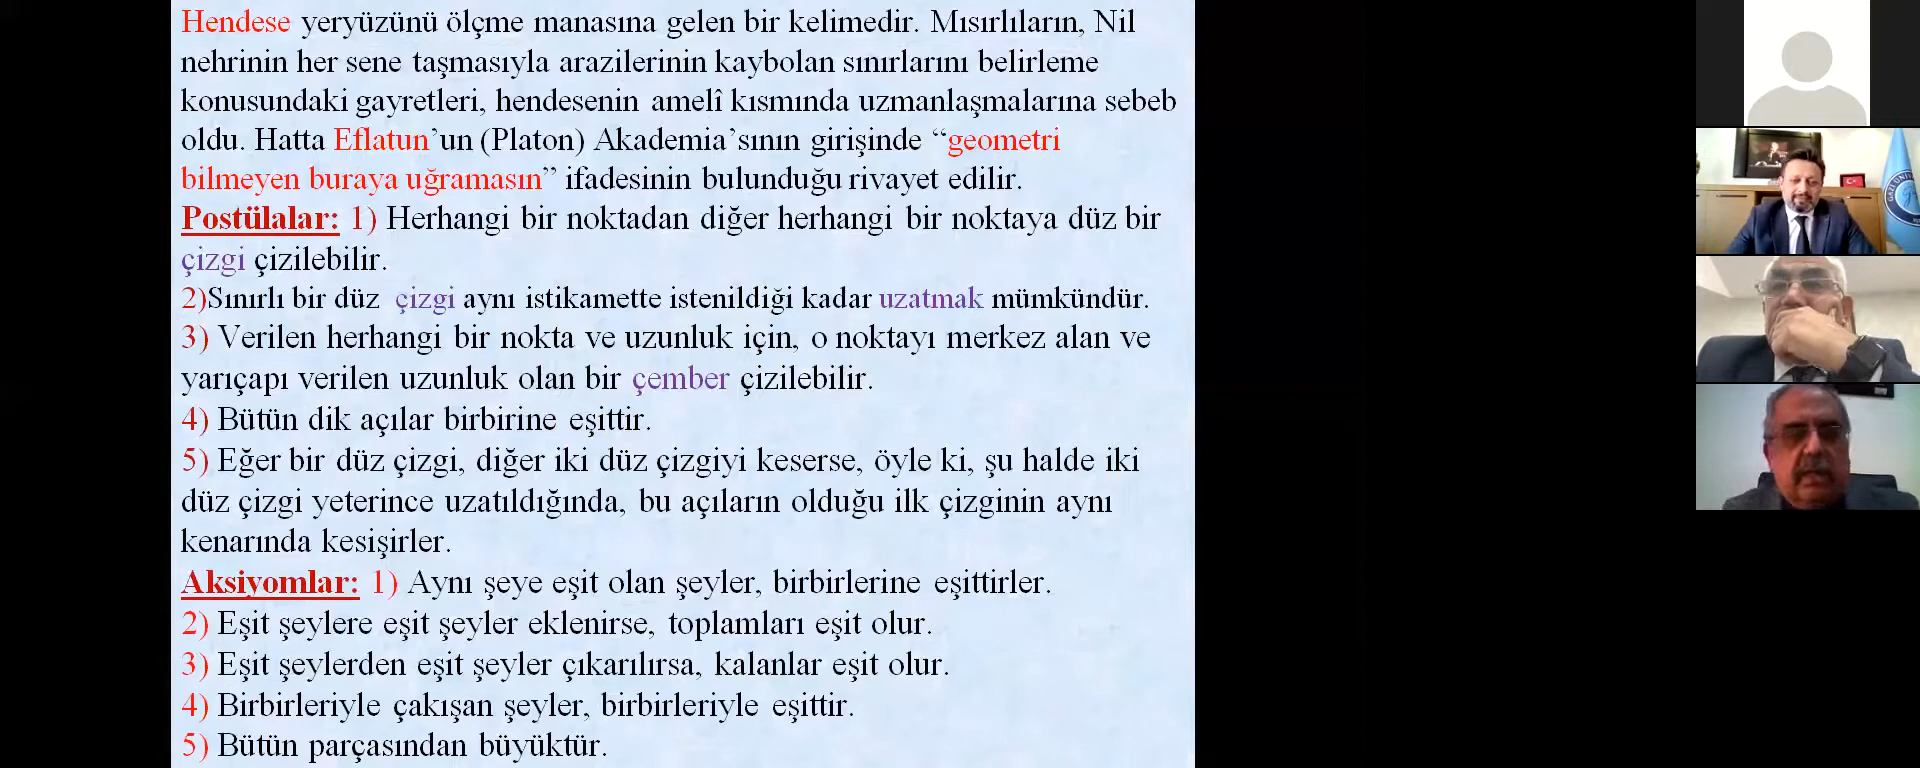 Hendese yeryüzünü ölçme manasına gelen bir kelimedir. Mısırlıların, Nil
nehrinin her sene taşmasıyla arazilerinin kaybolan sınırlarını belirleme
konusundaki gayretleri, hendesenin amelî kısmında uzmanlaşmalarına sebeb
oldu. Hatta Eflatun’un (Platon) Akademia’sının girişinde “geometri
bilmeyen buraya uğramasın” ifadesinin bulunduğu rivayet edilir.
Postülalar: 1) Herhangi bir noktadan diğer herhangi bir noktaya düz bir
çizgi çizilebilir.
2)Sınırlı bir düz çizgi aynı istikamette istenildiği kadar uzatmak mümkündür.
3) Verilen herhangi bir nokta ve uzunluk için, o noktayı merkez alan ve
yarıçapı verilen uzunluk olan bir çember çizilebilir.
4) Bütün dik açılar birbirine eşittir.
5) Eğer bir düz çizgi, diğer iki düz çizgiyi keserse, öyle ki, şu halde iki
düz çizgi yeterince uzatıldığında, bu açıların olduğu ilk çizginin aynı
kenarında kesişirler.
Aksiyomlar: 1) Aynı şeye eşit olan şeyler, birbirlerine eşittirler.
2) Eşit şeylere eşit şeyler eklenirse, toplamları eşit olur.
3) Eşit şeylerden eşit şeyler çıkarılırsa, kalanlar eşit olur.
4) Birbirleriyle çakışan şeyler, birbirleriyle eşittir.
5) Bütün parçasından büyüktür.